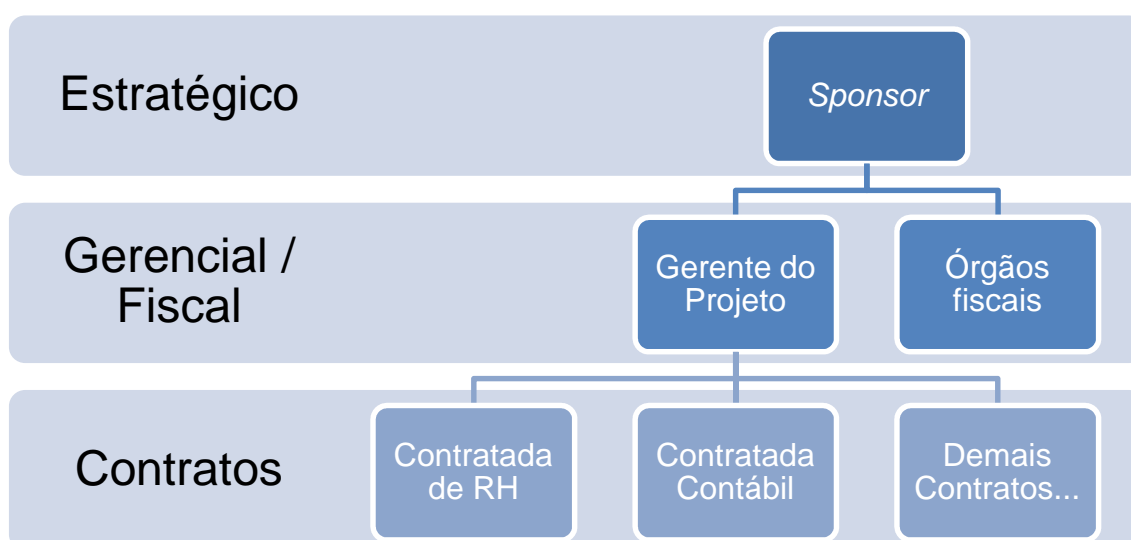 Estratégico
Sponsor
Gerencial /
Fiscal
Gerente do
Projeto
Órgãos
fiscais
Contratos
Contratada
de RH
Contratada
Contábil
Demais
Contratos...